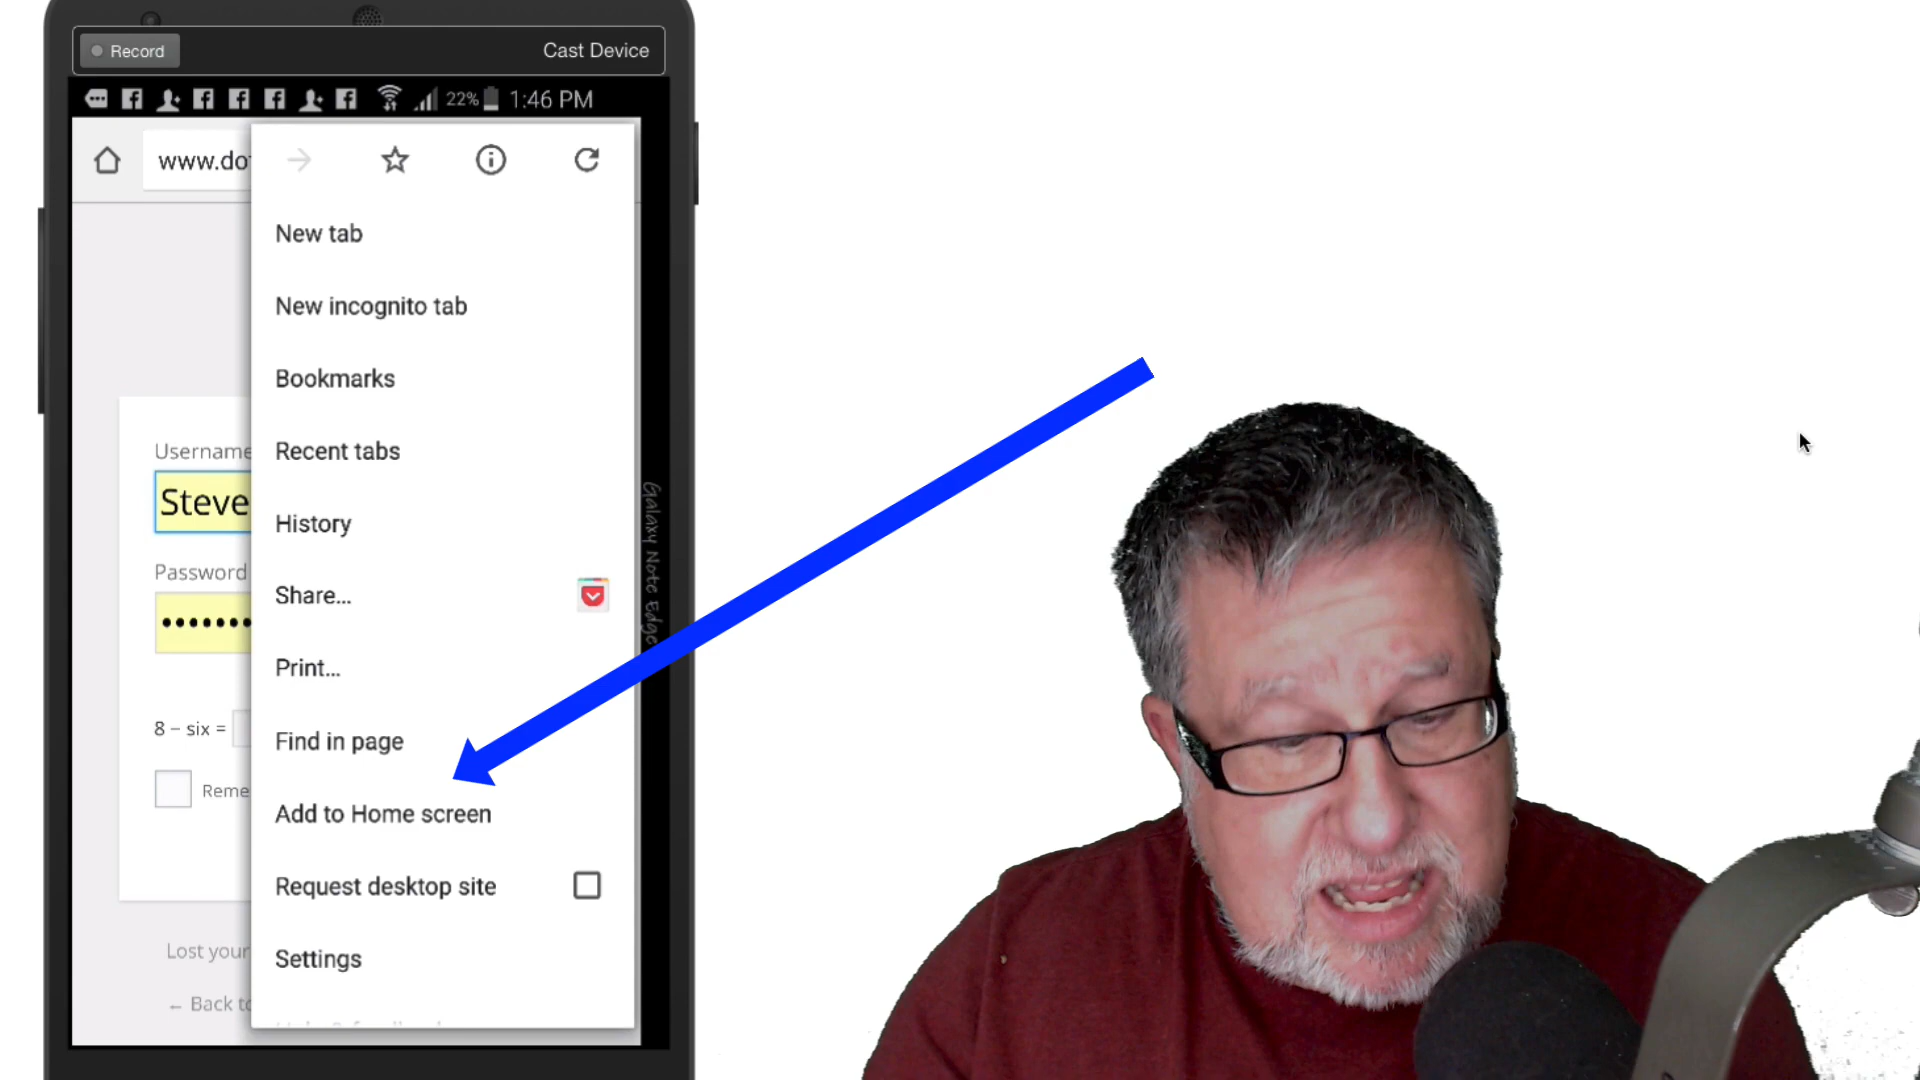 Record
Cast Device
22% 1:46 PM
www.do
New tab
New incognito tab
Bookmarks
Username
Recent tabs
Steve
History
Galaxy Note Edge
Password
Share...
Print...
8 – six =
Find in page
Reme
Add to Home screen
Request desktop site
Lost your
Settings
← Back to